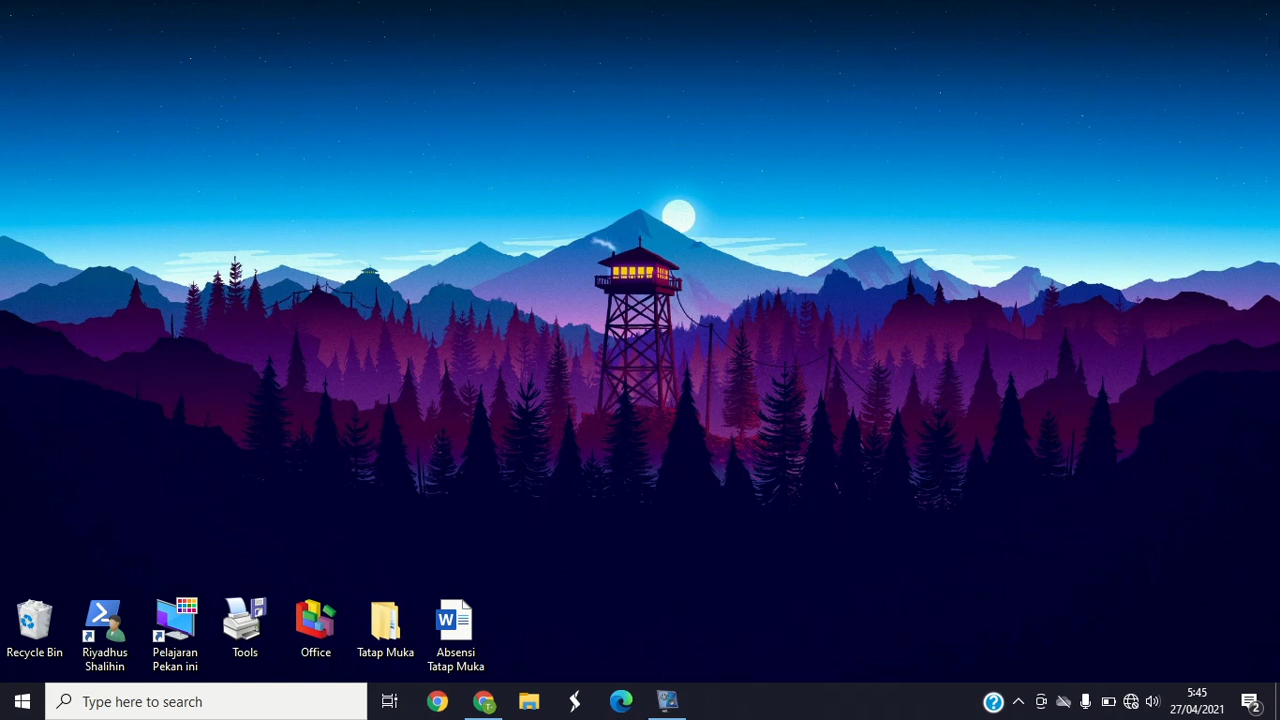 Recycle Bin
Riyadhus
Shalihin
Pelajaran
Pekan ini
Tools
Office
Tatap Muka
W
Absensi
Tatap Muka
Type here to search
T
?
5:45
27/04/2021
2